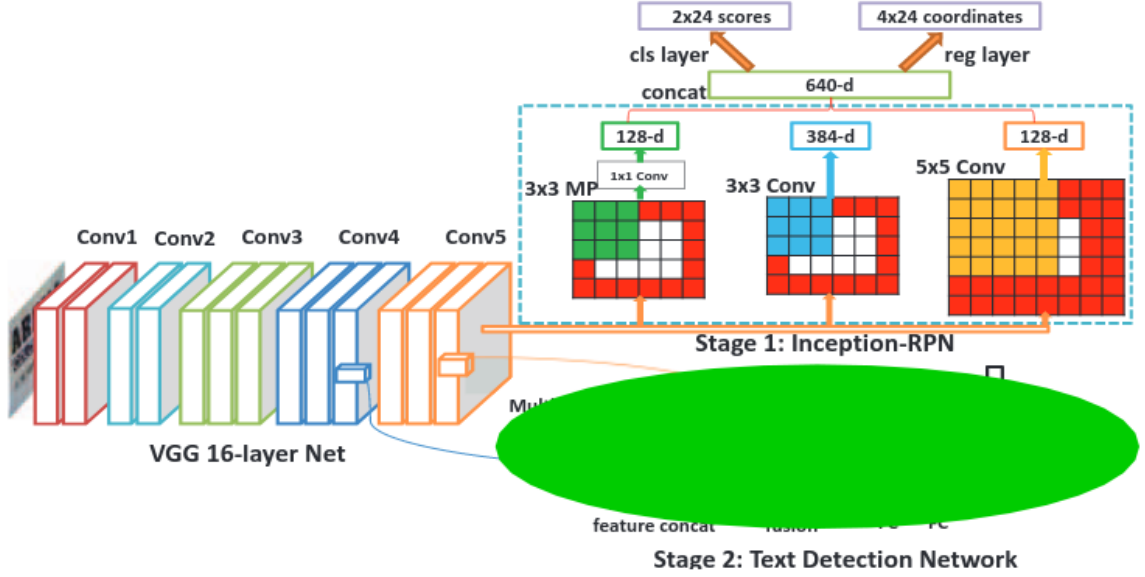 2x24 scores
4x24 coordinates
cls layer
reg layer
concat
640-d
128-d
384-d
128-d
1x1 Conv
3x3 MP
3x3 Conv
5x5 Conv
Conv1
Conv2
Conv3
Conv4
Conv5
Stage 1: Inception-RPN
VGG 16-layer Net
feature concat
Stage 2: Text Detection Network